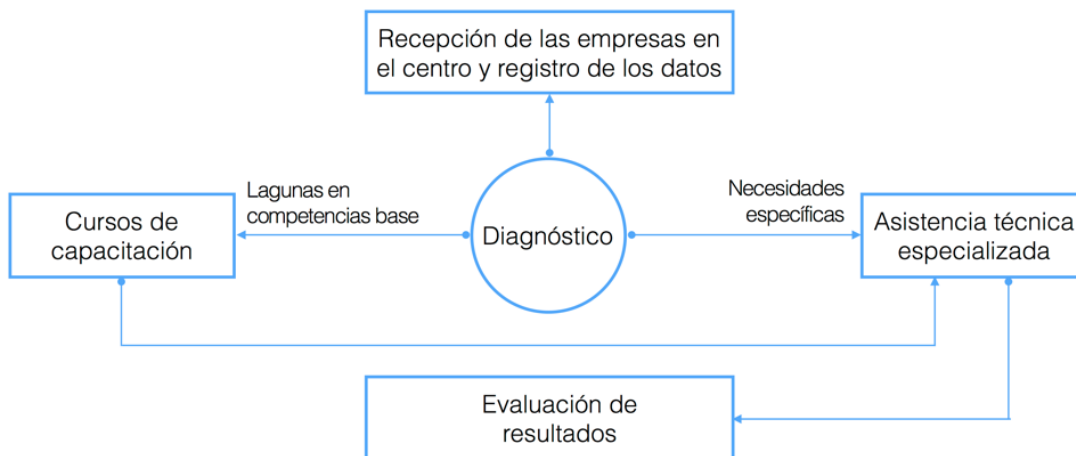 Recepción de las empresas en
el centro y registro de los datos
Lagunas en
competencias base
Necesidades
específicas
Cursos de
capacitación
Diagnóstico
Asistencia técnica
especializada
Evaluación de
resultados